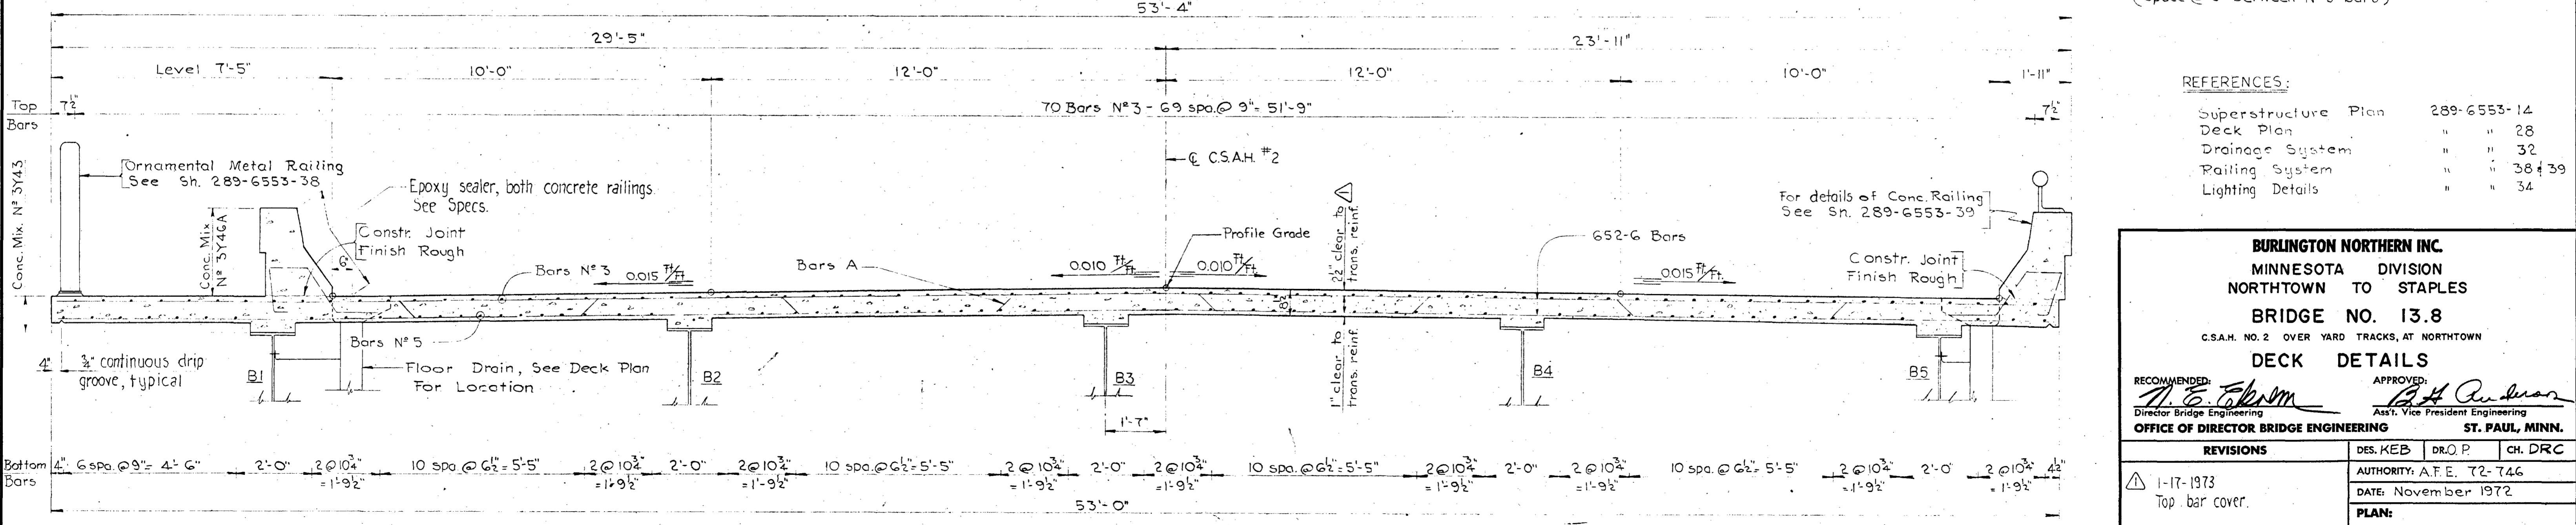 53'-4"
29'-5"
23'-11"
Level 7'-5"
10'-0"
12'-0"
12'-0"
10'-0"
1'-11"
Top
Bars
7½"
70 Bars Nº3 - 69 spa. @ 9" = 51'-9"
7½"
Conc. Mix. Nº 3Y43
Ornamental Metal Railing
See Sh. 289-6553-38
Epoxy sealer, both concrete railings.
See Specs.
Conc. Mix
Nº 3Y46A
Constr. Joint
Finish Rough
6"
Bars Nº 3
0.015 Ft/Ft.
Bars A
0.010 Ft/Ft.
0.010 Ft/Ft.
℄ C.S.A.H. #2
Profile Grade
2½" clear to
trans. reinf.
1
8½"
652-6 Bars
0.015 Ft/Ft.
For details of Conc. Railing
See Sh. 289-6553-39
Constr. Joint
Finish Rough
4"
¾" continuous drip
groove, typical
Bars Nº 5
Floor Drain, See Deck Plan
For Location
B1
B2
B3
B4
B5
1" clear to
trans. reinf.
1'-7"
Bottom
Bars
4" 6 spa. @ 9" = 4'-6" 2'-0" 2 @ 10¾" = 1'-9½" 10 spa @ 6½" = 5'-5" 2 @ 10¾" = 1'-9½" 2'-0" 2 @ 10¾" = 1'-9½" 10 spa. @ 6½" = 5'-5" 2 @ 10¾" = 1'-9½" 2'-0" 2 @ 10¾" = 1'-9½" 10 spa. @ 6½" = 5'-5" 2 @ 10¾" = 1'-9½" 2'-0" 2 @ 10¾" = 1'-9½" 10 spa. @ 6½" = 5'-5" 2 @ 10¾" = 1'-9½" 2'-0" 2 @ 10¾" = 1'-9½" 4½"
53'-0"
REFERENCES:
Superstructure Plan 289-6553-14
Deck Plan " " 28
Drainage System " " 32
Railing System " " 38 & 39
Lighting Details " " 34
BURLINGTON NORTHERN INC.
MINNESOTA DIVISION
NORTHTOWN TO STAPLES
BRIDGE NO. 13.8
C.S.A.H. NO. 2 OVER YARD TRACKS, AT NORTHTOWN
DECK DETAILS
RECOMMENDED:
Director Bridge Engineering
APPROVED:
B H Anderson
Ass't. Vice President Engineering
OFFICE OF DIRECTOR BRIDGE ENGINEERING ST. PAUL, MINN.
REVISIONS
DES. KEB DR. O.P. CH. DRC
1 1-17-1973
Top bar cover.
AUTHORITY: A.F.E. 72-746
DATE: November 1972
PLAN: